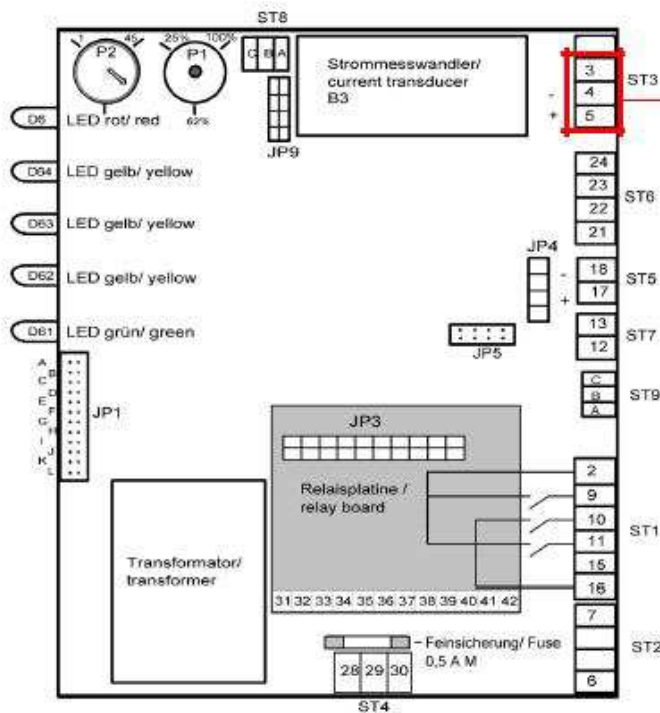 ST8
1
45
P2
25%
100%
P1
62%
C B A
Strommesswandler/
current transducer
B3
JP9
3
4
5
-
+
ST3
D6
LED rot/ red
D64
LED gelb/ yellow
D63
LED gelb/ yellow
D62
LED gelb/ yellow
D61
LED grün/ green
24
23
22
21
ST6
JP4
-
+
18
17
ST5
JP5
13
12
ST7
C
B
A
ST9
A
B
C
D
E
F
G
H
I
J
K
L
JP1
JP3
Relaisplatine /
relay board
31 32 33 34 35 36 37 38 39 40 41 42
2
9
10
11
15
16
ST1
Transformator/
transformer
Feinsicherung/ Fuse
0,5 A M
28 29 30
ST4
7
6
ST2